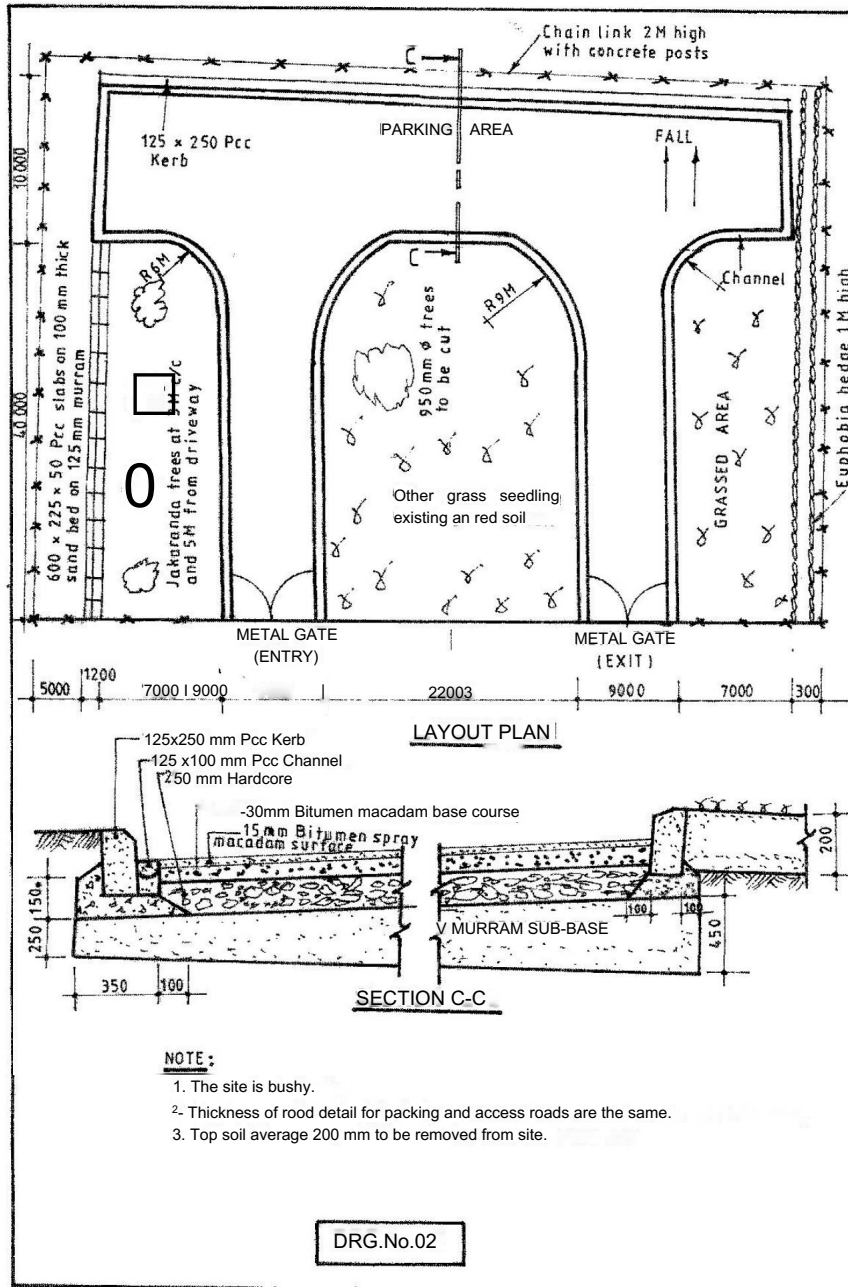 Chain link 2M high
with concrete posts
C
PARKING AREA
125 x 250 Pcc
Kerb
FALL
10.000
C
R6M
R9M
Channel
600 x 225 x 50 Pcc slabs on 100 mm thick
sand bed on 125mm murram
40.000
0
Jakaranda trees at 5M c/c
and 5M from driveway
950mm ø trees
to be cut
Other grass seedling
existing an red soil
GRASSED AREA
Euphobia hedge 1M high
METAL GATE
(ENTRY)
METAL GATE
(EXIT)
5000 1200 7000 9000 22003 9000 7000 300
LAYOUT PLAN
125x250 mm Pcc Kerb
125 x100 mm Pcc Channel
250 mm Hardcore
-30mm Bitumen macadam base course
15mm Bitumen spray
macadam surface
200
150
250
100
100
V MURRAM SUB-BASE
450
350
100
SECTION C-C
NOTE:
1. The site is bushy.
2- Thickness of rood detail for packing and access roads are the same.
3. Top soil average 200 mm to be removed from site.
DRG.No.02